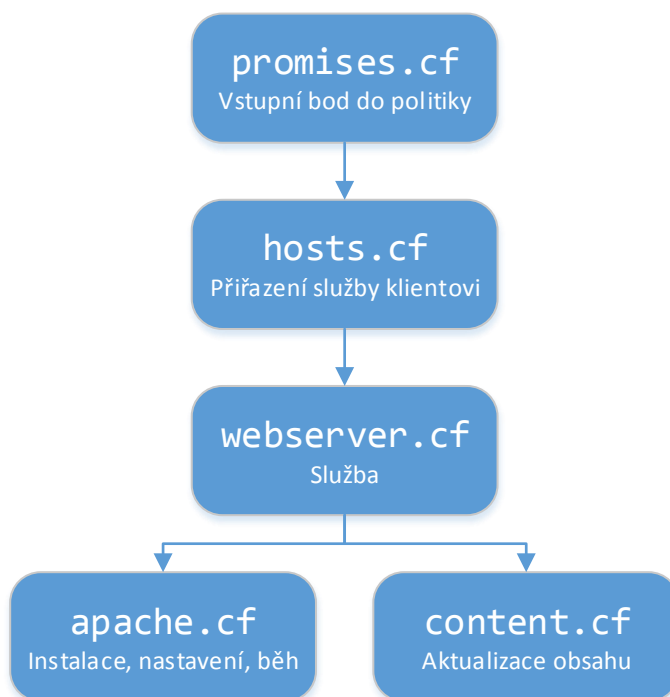 promises.cf
Vstupní bod do politiky
hosts.cf
Přiřazení služby klientovi
webserver.cf
Služba
apache.cf
Instalace, nastavení, běh
content.cf
Aktualizace obsahu